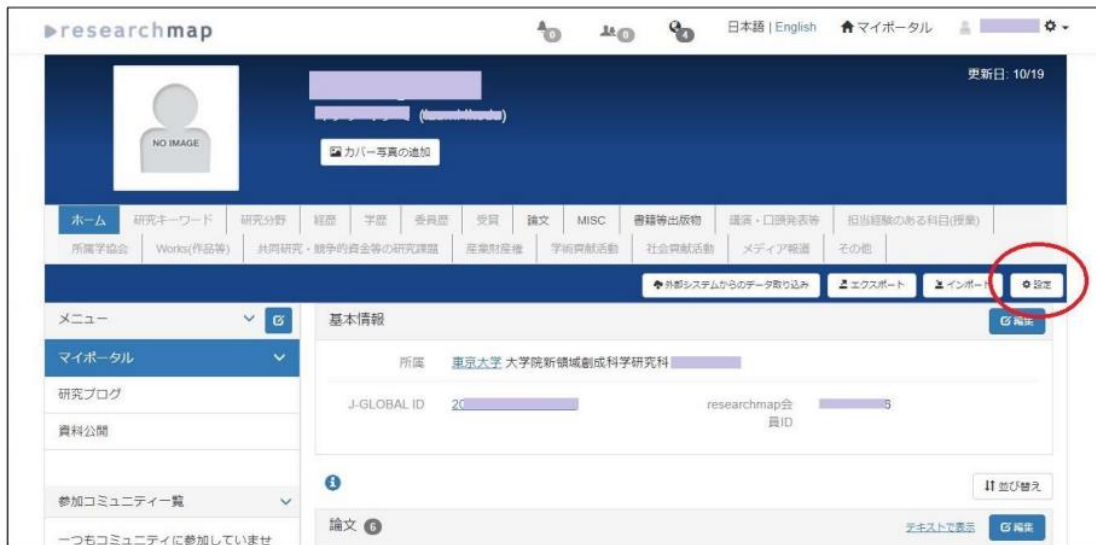 researchmap
0 0 4 日本語 | English マイポータル
更新日: 10/19
NO IMAGE
カバー写真の追加
ホーム 研究キーワード 研究分野 経歴 学歴 委員歴 受賞 論文 MISC 書籍等出版物 講演・口頭発表等 担当経験のある科目(授業)
所属学協会 Works(作品等) 共同研究・競争的資金等の研究課題 産業財産権 学術貢献活動 社会貢献活動 メディア報道 その他
外部システムからのデータ取り込み エクスポート インポート 設定
メニュー
基本情報 編集
マイポータル
所属 東京大学 大学院新領域創成科学研究科
研究ブログ
J-GLOBAL ID 20 researchmap会
員ID
資料公開
並び替え
参加コミュニティ一覧
論文 6 テキストで表示 編集
一つもコミュニティに参加していませ